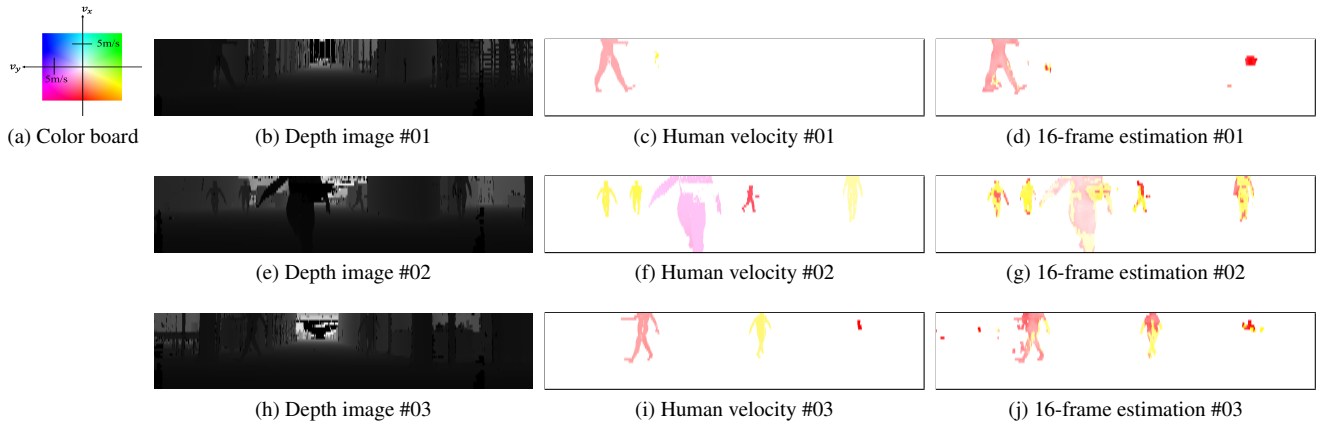 vₓ
5m/s
v_y
5m/s
(a) Color board
(b) Depth image #01
(c) Human velocity #01
(d) 16-frame estimation #01
(e) Depth image #02
(f) Human velocity #02
(g) 16-frame estimation #02
(h) Depth image #03
(i) Human velocity #03
(j) 16-frame estimation #03